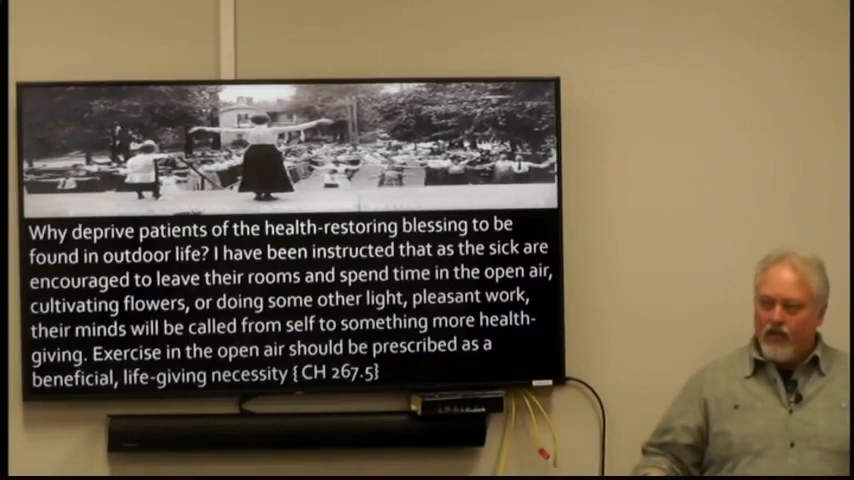 Why deprive patients of the health-restoring blessing to be
found in outdoor life? I have been instructed that as the sick are
encouraged to leave their rooms and spend time in the open air,
cultivating flowers, or doing some other light, pleasant work,
their minds will be called from self to something more health-
giving. Exercise in the open air should be prescribed as a
beneficial, life-giving necessity { CH 267.5}